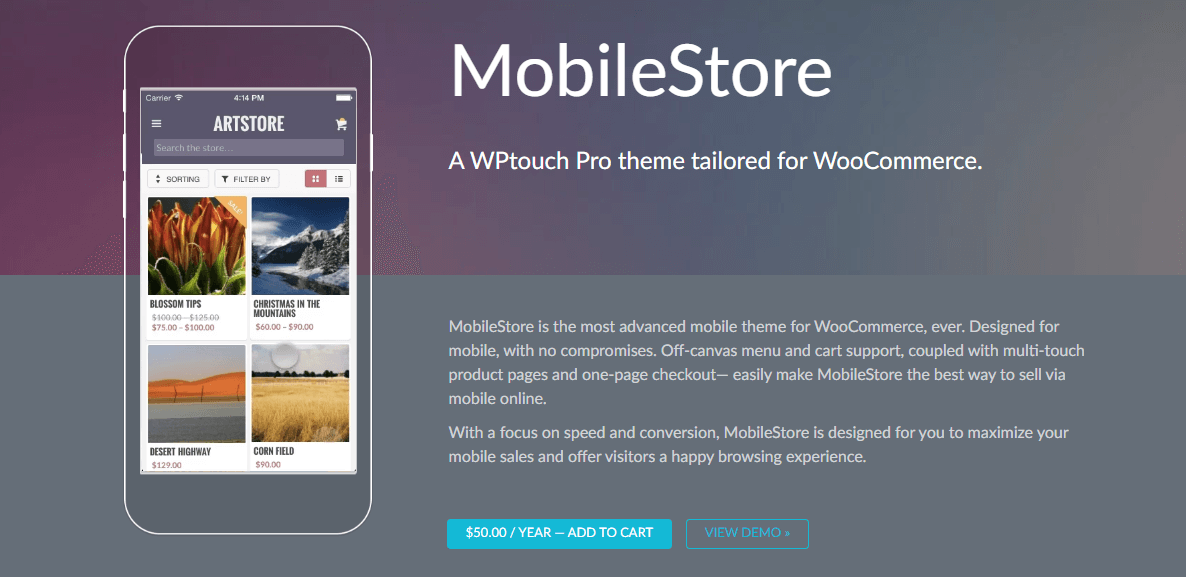 MobileStore
A WPtouch Pro theme tailored for WooCommerce.
Carrier 4:14 PM
ARTSTORE
Search the store...
SORTING FILTER BY
SALE!
BLOSSOM TIPS
$100.00 – $125.00
$75.00 – $100.00
CHRISTMAS IN THE
MOUNTAINS
$60.00 – $90.00
DESERT HIGHWAY
$129.00
CORN FIELD
$90.00
MobileStore is the most advanced mobile theme for WooCommerce, ever. Designed for
mobile, with no compromises. Off-canvas menu and cart support, coupled with multi-touch
product pages and one-page checkout— easily make MobileStore the best way to sell via
mobile online.
With a focus on speed and conversion, MobileStore is designed for you to maximize your
mobile sales and offer visitors a happy browsing experience.
$50.00 / YEAR — ADD TO CART
VIEW DEMO »